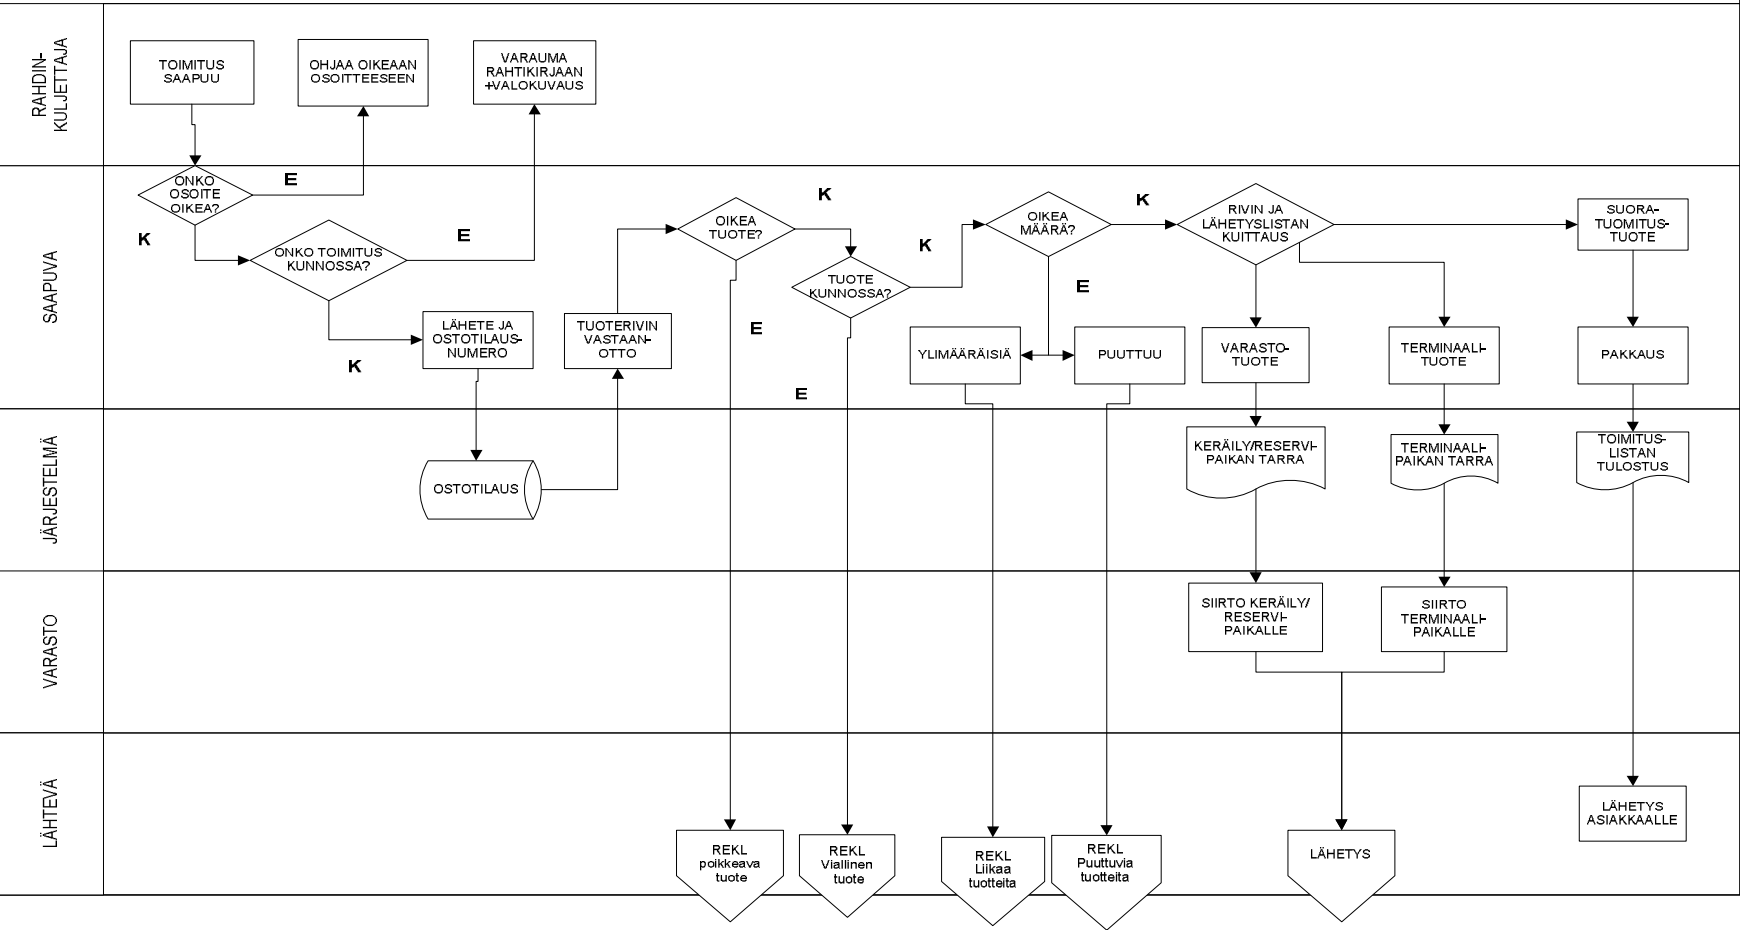 RAHDIN-
KULJETTAJA
TOIMITUS
SAAPUU
OHJAA OIKEAAN
OSOITTEESEEN
VARAUMA
RAHTIKIRJAAN
+VALOKUVAUS
SAAPUVA
ONKO
OSOITE
OIKEA?
E
K
ONKO TOIMITUS
KUNNOSSA?
E
K
LÄHETE JA
OSTOTILAUS-
NUMERO
TUOTERIVIN
VASTAAN-
OTTO
OIKEA
TUOTE?
K
E
TUOTE
KUNNOSSA?
K
E
OIKEA
MÄÄRÄ?
K
E
YLIMÄÄRÄISIÄ
PUUTTUU
RIVIN JA
LÄHETYSLISTAN
KUITTAUS
VARASTO-
TUOTE
TERMINAALI-
TUOTE
SUORA-
TUOMITUS-
TUOTE
PAKKAUS
JÄRJESTELMÄ
OSTOTILAUS
KERÄILY/RESERVI-
PAIKAN TARRA
TERMINAALI-
PAIKAN TARRA
TOIMITUS-
LISTAN
TULOSTUS
VARASTO
SIIRTO KERÄILY/
RESERVI-
PAIKALLE
SIIRTO
TERMINAALI-
PAIKALLE
LÄHTEVÄ
REKL
poikkeava
tuote
REKL
Viallinen
tuote
REKL
Liikaa
tuotteita
REKL
Puuttuvia
tuotteita
LÄHETYS
LÄHETYS
ASIAKKAALLE